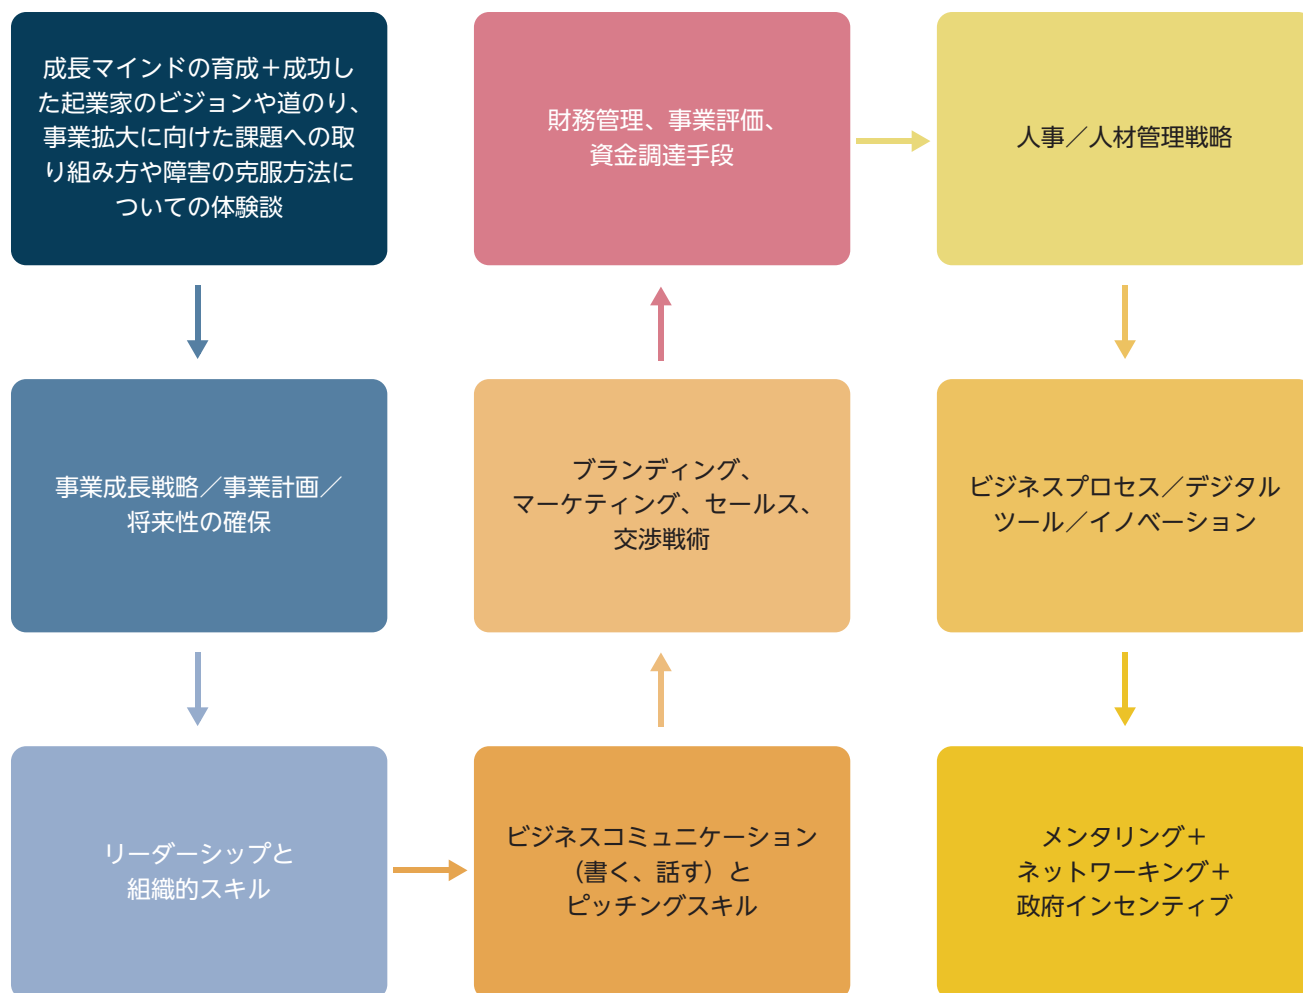 成長マインドの育成＋成功し
た起業家のビジョンや道のり、
事業拡大に向けた課題への取
り組み方や障害の克服方法に
ついての体験談
事業成長戦略／事業計画／
将来性の確保
リーダーシップと
組織的スキル
ビジネスコミュニケーション
（書く、話す）と
ピッチングスキル
ブランディング、
マーケティング、セールス、
交渉戦術
財務管理、事業評価、
資金調達手段
人事／人材管理戦略
ビジネスプロセス／デジタル
ツール／イノベーション
メンタリング＋
ネットワーキング＋
政府インセンティブ